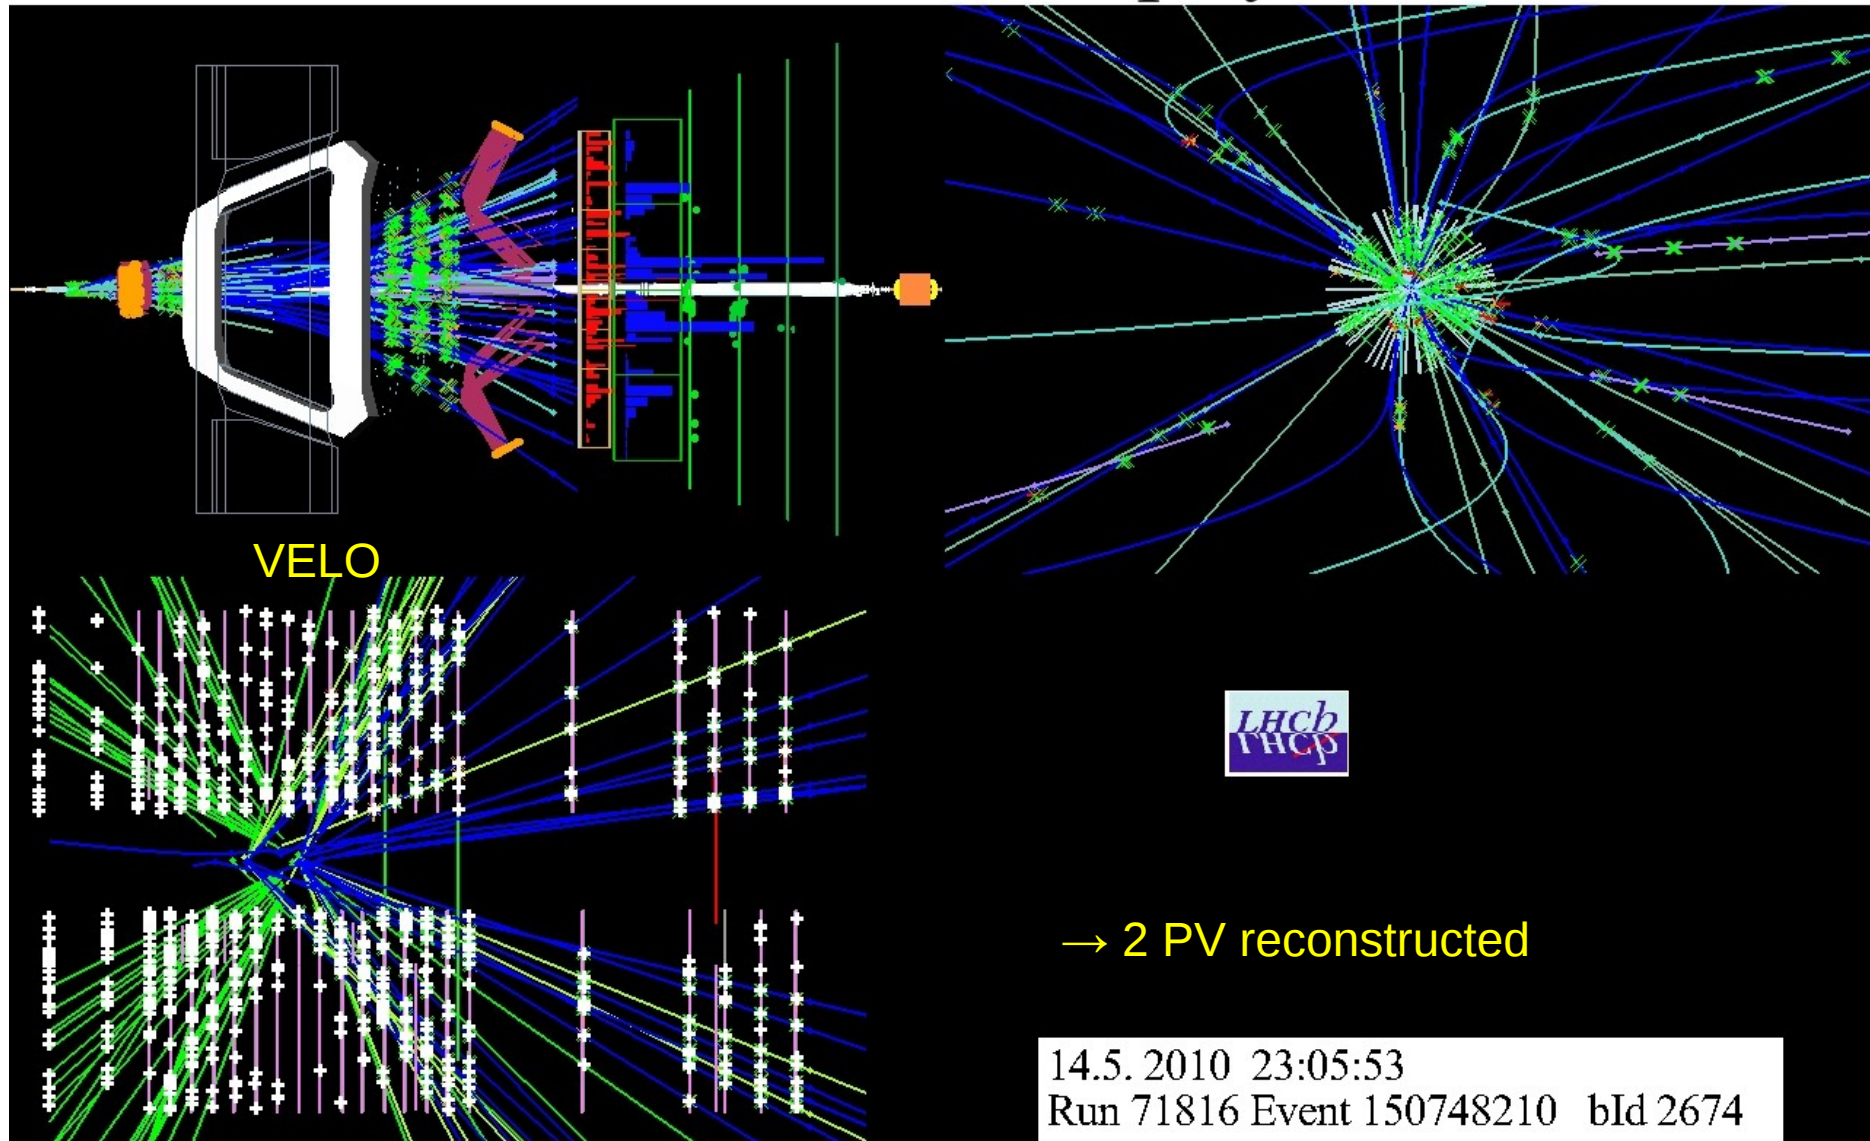 VELO
LHCb
→ 2 PV reconstructed
14.5. 2010 23:05:53
Run 71816 Event 150748210 bId 2674